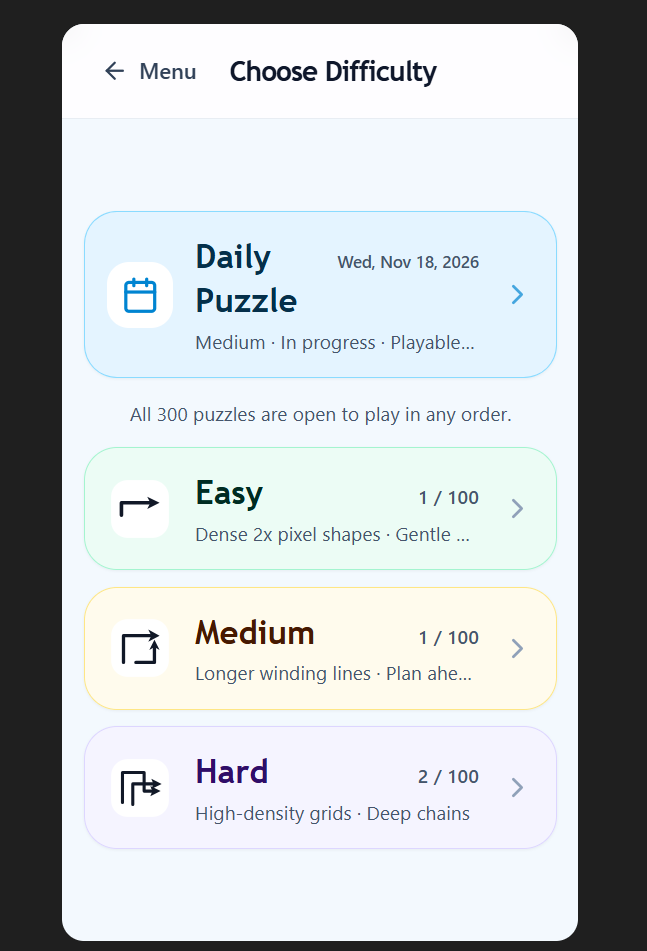 Menu
Choose Difficulty
Daily
Puzzle
Wed, Nov 18, 2026
Medium · In progress · Playable...
All 300 puzzles are open to play in any order.
Easy
1 / 100
Dense 2x pixel shapes · Gentle ...
Medium
1 / 100
Longer winding lines · Plan ahe...
Hard
2 / 100
High-density grids · Deep chains